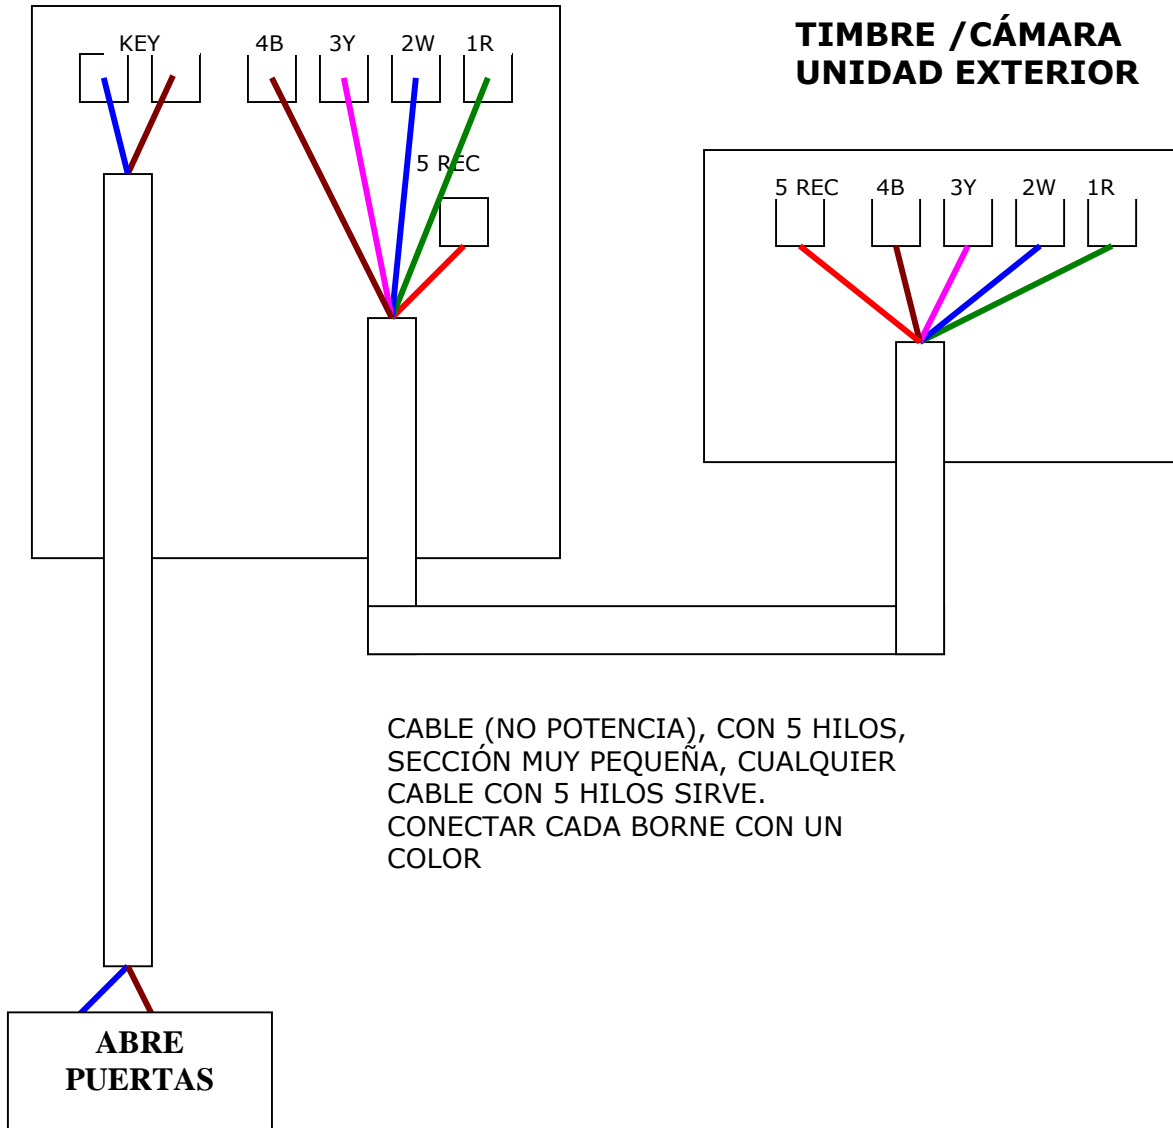 KEY 4B 3Y 2W 1R
5 REC
TIMBRE /CÁMARA
UNIDAD EXTERIOR
5 REC 4B 3Y 2W 1R
CABLE (NO POTENCIA), CON 5 HILOS,
SECCIÓN MUY PEQUEÑA, CUALQUIER
CABLE CON 5 HILOS SIRVE.
CONECTAR CADA BORNE CON UN
COLOR
ABRE
PUERTAS